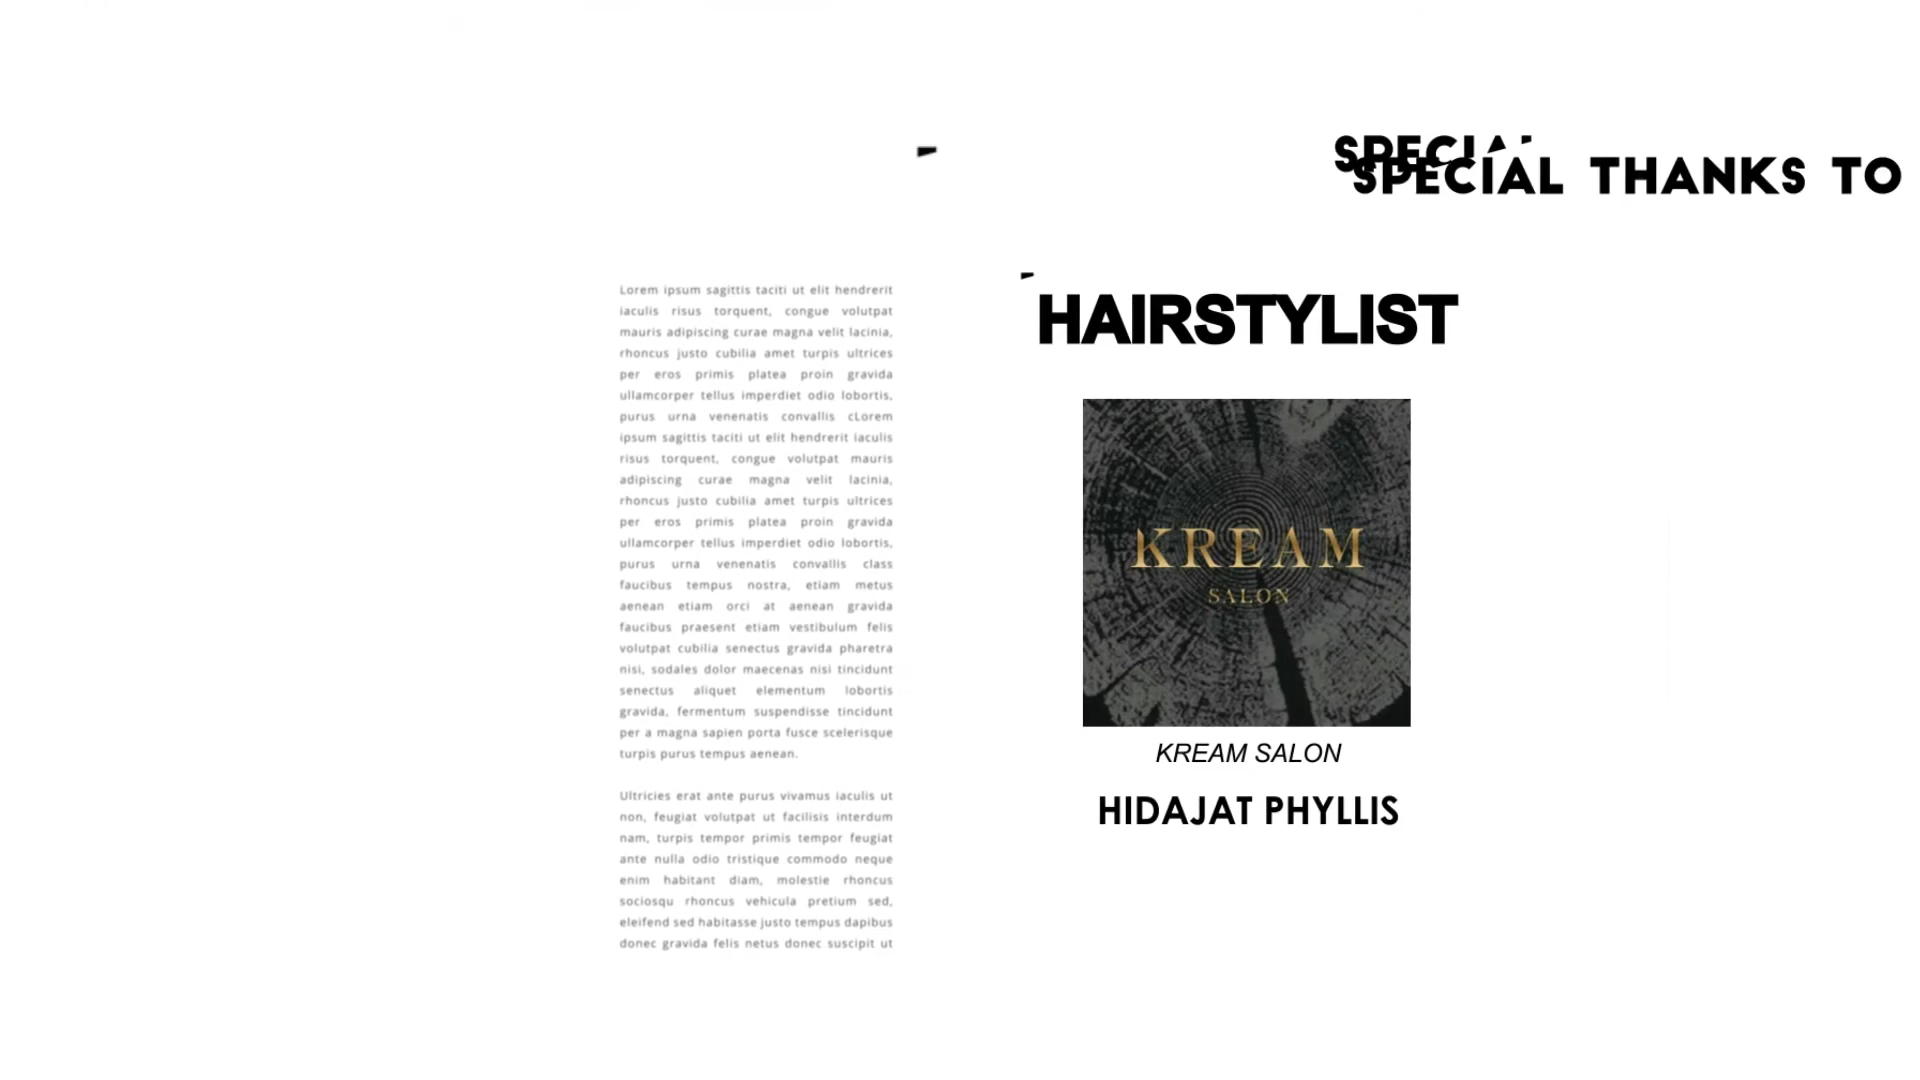 SPECIAL
SPECIAL THANKS TO
Lorem ipsum sagittis taciti ut elit hendrerit
iaculis risus torquent, congue volutpat
mauris adipiscing curae magna velit lacinia,
rhoncus justo cubilia amet turpis ultrices
per eros primis platea proin gravida
ullamcorper tellus imperdiet odio lobortis,
purus urna venenatis convallis cLorem
ipsum sagittis taciti ut elit hendrerit iaculis
risus torquent, congue volutpat mauris
adipiscing curae magna velit lacinia,
rhoncus justo cubilia amet turpis ultrices
per eros primis platea proin gravida
ullamcorper tellus imperdiet odio lobortis,
purus urna venenatis convallis class
faucibus tempus nostra, etiam metus
aenean etiam orci at aenean gravida
faucibus praesent etiam vestibulum felis
volutpat cubilia senectus gravida pharetra
nisi, sodales dolor maecenas nisi tincidunt
senectus aliquet elementum lobortis
gravida, fermentum suspendisse tincidunt
per a magna sapien porta fusce scelerisque
turpis purus tempus aenean.
Ultricies erat ante purus vivamus iaculis ut
non, feugiat volutpat ut facilisis interdum
nam, turpis tempor primis tempor feugiat
ante nulla odio tristique commodo neque
enim habitant diam, molestie rhoncus
sociosqu rhoncus vehicula pretium sed,
eleifend sed habitasse justo tempus dapibus
donec gravida felis netus donec suscipit ut
HAIRSTYLIST
KREAM
SALON
KREAM SALON
HIDAJAT PHYLLIS